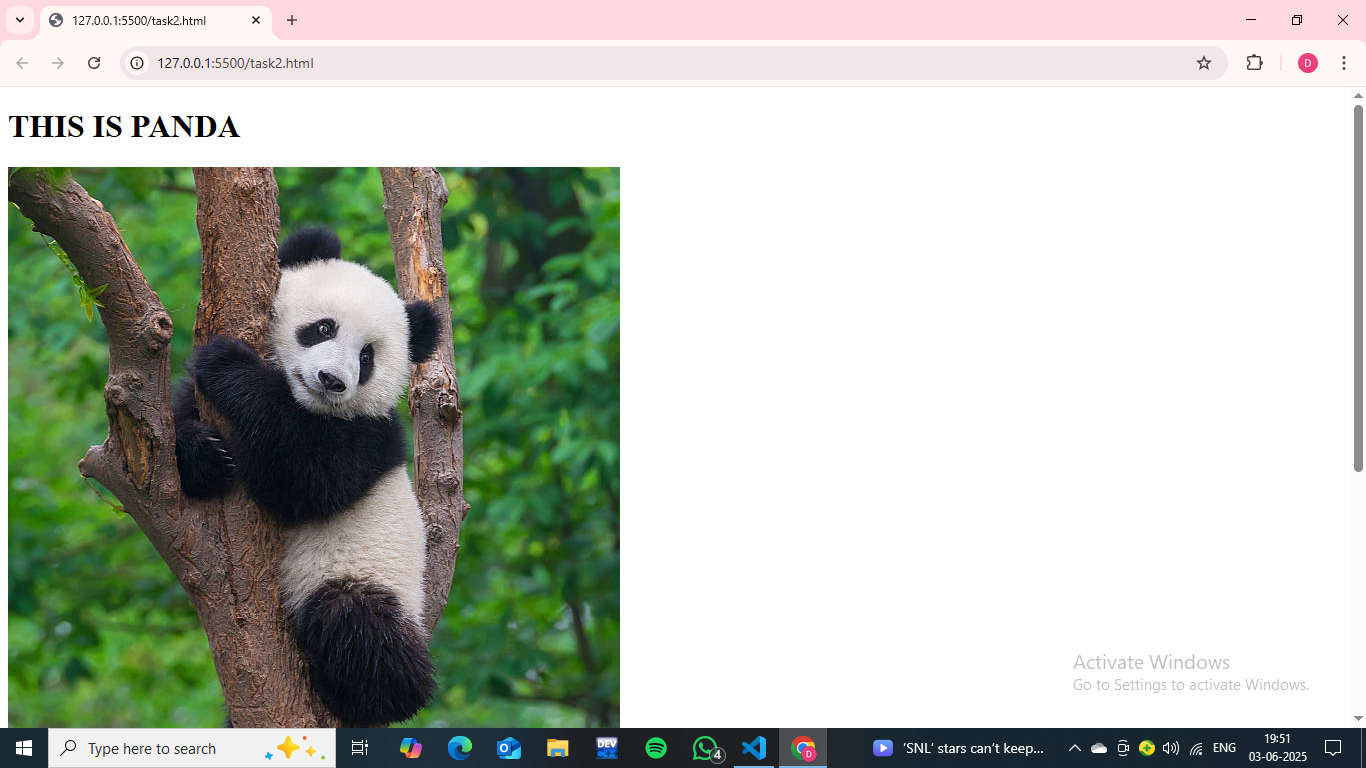 127.0.0.1:5500/task2.html
127.0.0.1:5500/task2.html
D
THIS IS PANDA
Activate Windows
Go to Settings to activate Windows.
Type here to search
DEV
4
D
‘SNL’ stars can’t keep...
ENG
19:51
03-06-2025